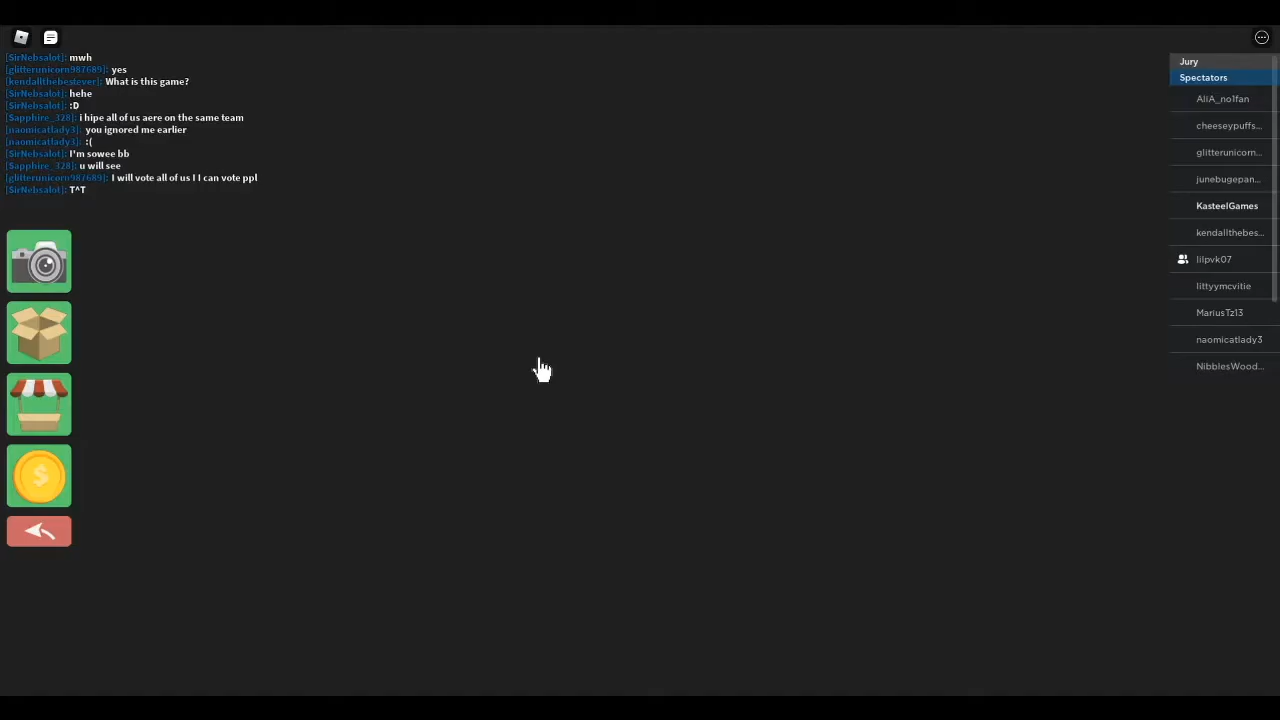 [SirNebsalot]: mwh
[glitterunicorn987689]: yes
[kendallthebestever]: What is this game?
[SirNebsalot]: hehe
[SirNebsalot]: :D
[Sapphire_328]: i hipe all of us aere on the same team
[naomicatlady3]: you ignored me earlier
[naomicatlady3]: :(
[SirNebsalot]: I'm sowee bb
[Sapphire_328]: u will see
[glitterunicorn987689]: I will vote all of us I I can vote ppl
[SirNebsalot]: T^T
Jury
Spectators
AliA_no1fan
cheeseypuffs...
glitterunicorn...
junebugepan...
KasteelGames
kendallthebes...
lilpvk07
littyymcvitie
MariusTz13
naomicatlady3
NibblesWood...